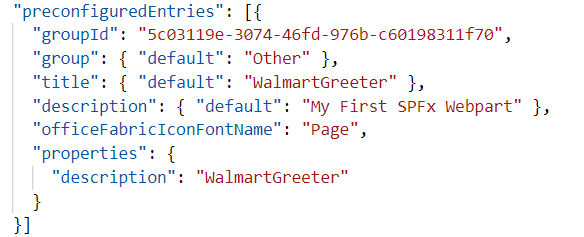 "preconfiguredEntries": [{
"groupId": "5c03119e-3074-46fd-976b-c60198311f70",
"group": { "default": "Other" },
"title": { "default": "WalmartGreeter" },
"description": { "default": "My First SPFx Webpart" },
"officeFabricIconFontName": "Page",
"properties": {
"description": "WalmartGreeter"
}
}]